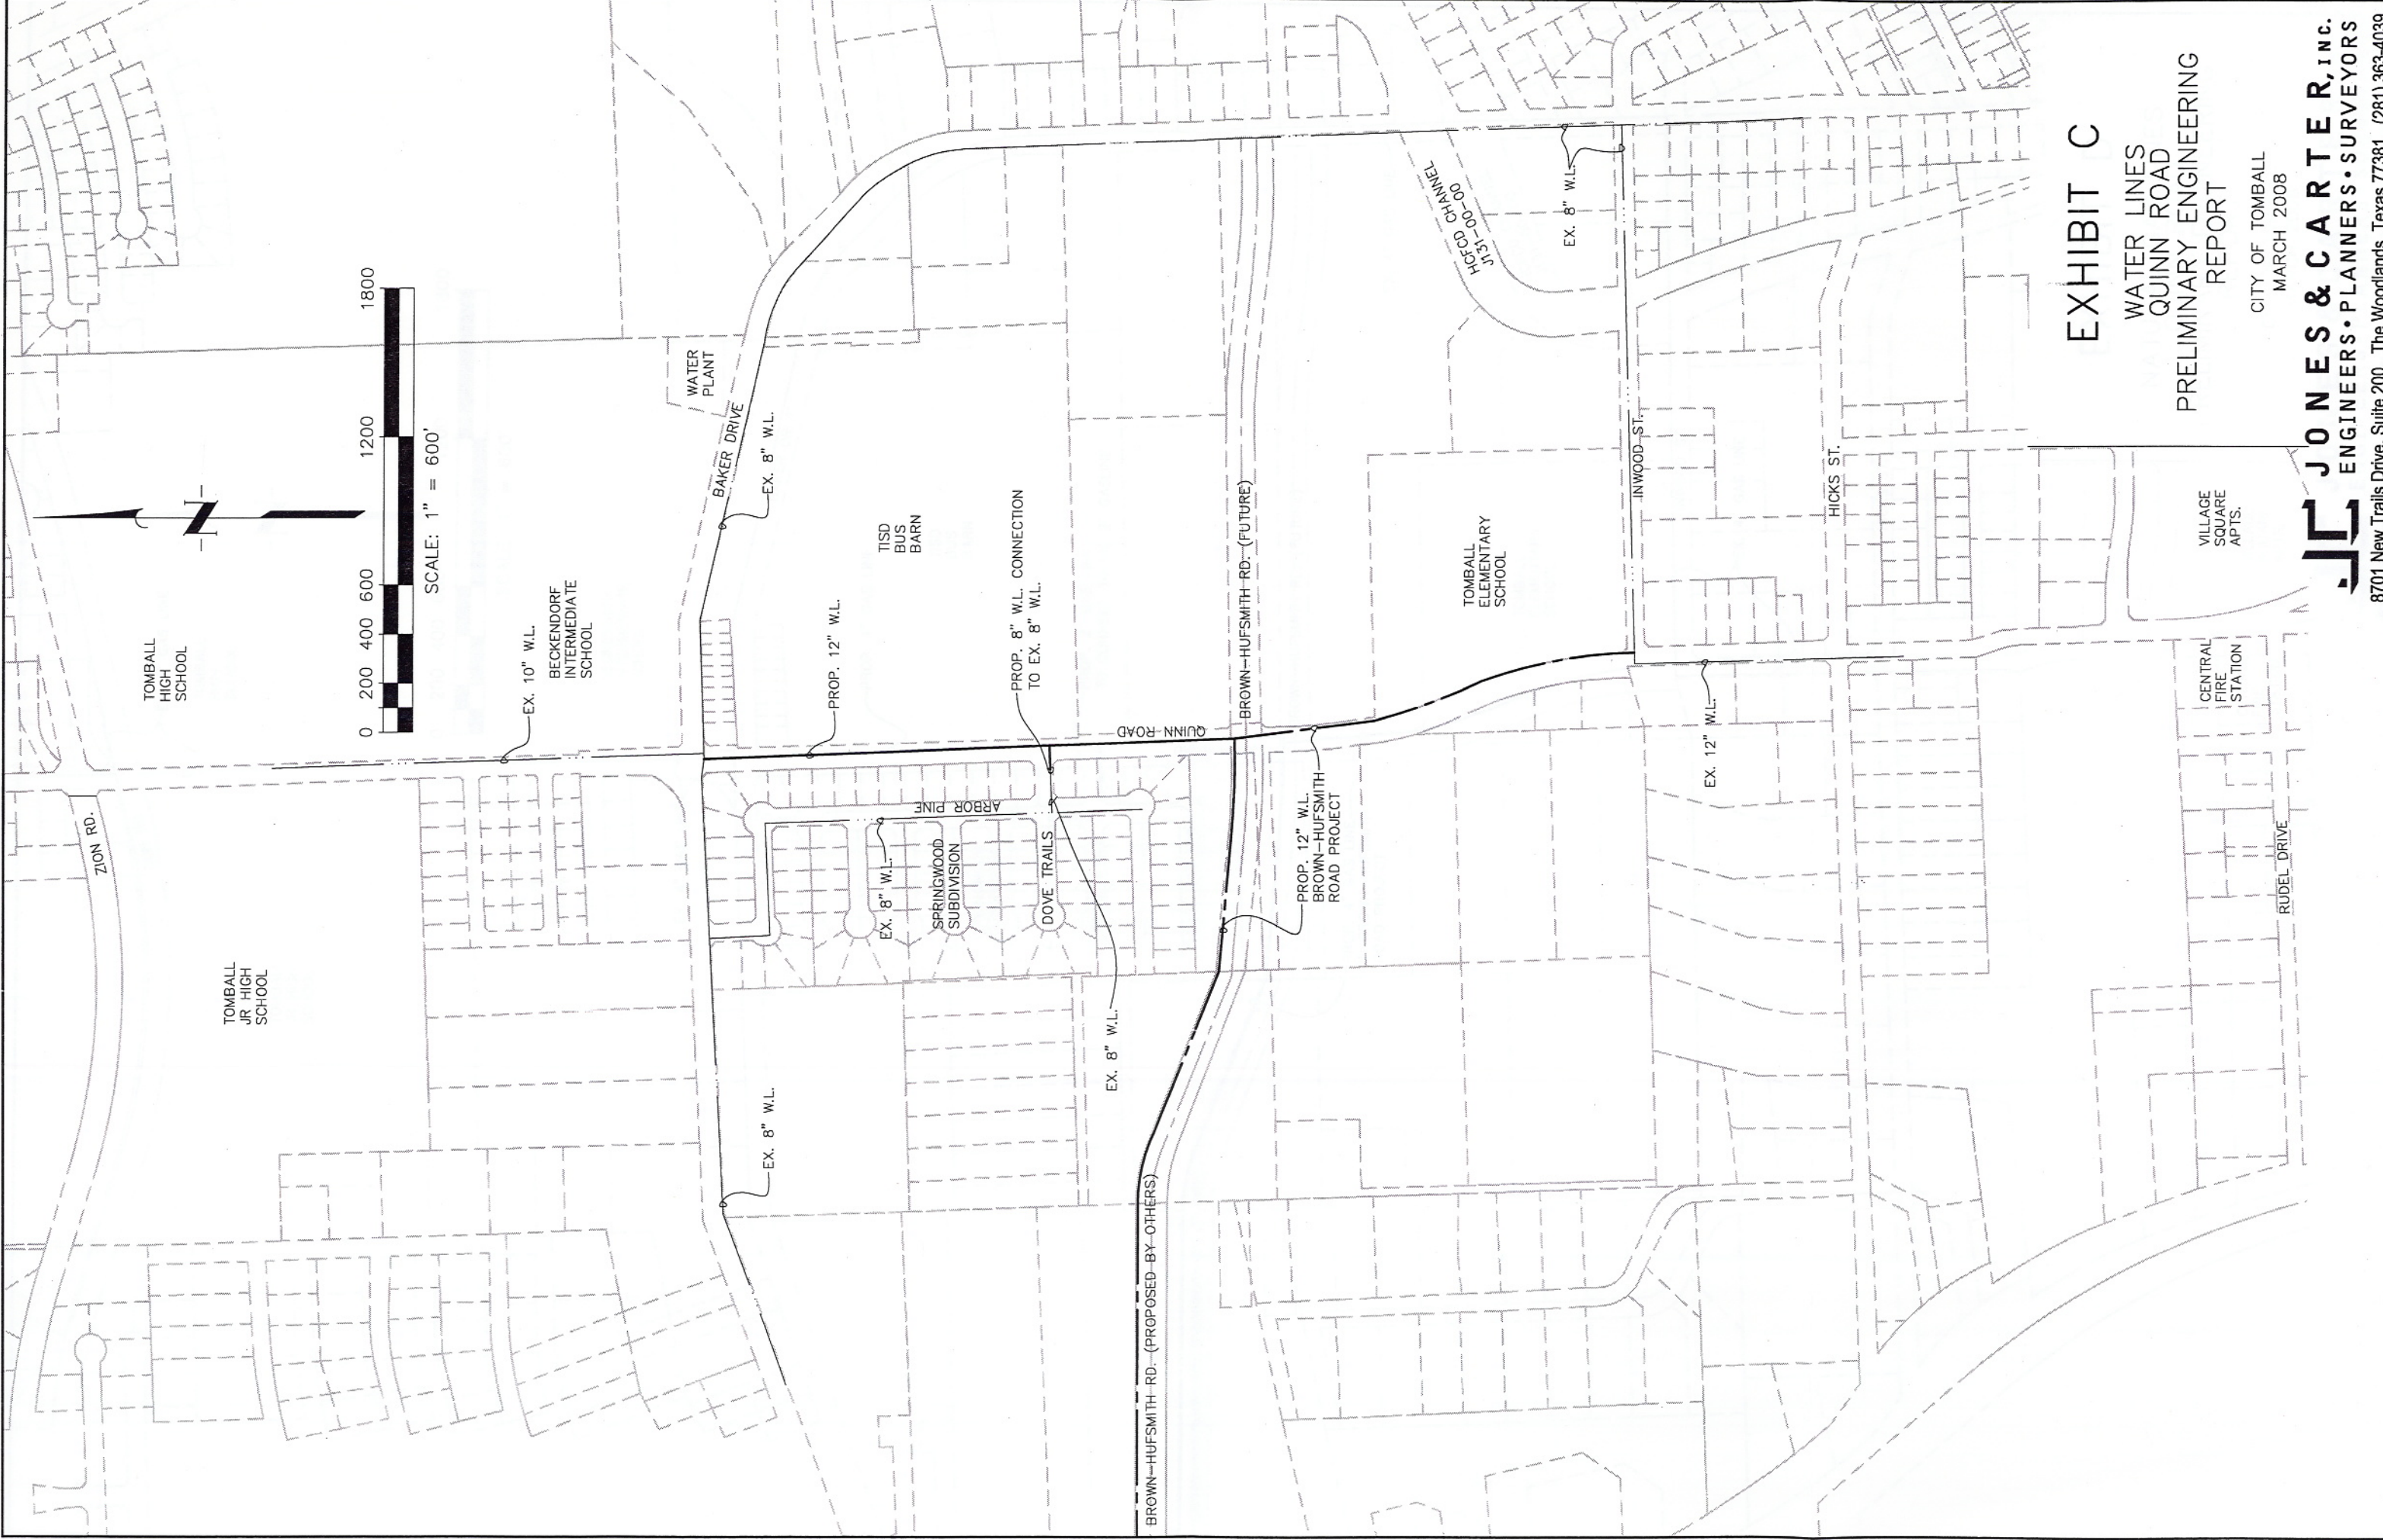 TOMBALL
HIGH
SCHOOL
ZION RD.
TOMBALL
JR HIGH
SCHOOL
-N-
0 200 400 600 1200 1800
SCALE: 1" = 600'
EX. 10" W.L.
BECKENDORF
INTERMEDIATE
SCHOOL
WATER
PLANT
BAKER DRIVE
EX. 8" W.L.
EX. 8" W.L.
PROP. 12" W.L.
TISD
BUS
BARN
ARBOR PINE
EX. 8" W.L.
SPRINGWOOD
SUBDIVISION
DOVE TRAILS
PROP. 8" W.L. CONNECTION
TO EX. 8" W.L.
EX. 8" W.L.
QUINN ROAD
BROWN-HUFSMITH RD. (PROPOSED BY OTHERS)
BROWN-HUFSMITH RD. (FUTURE)
PROP. 12" W.L.
BROWN-HUFSMITH
ROAD PROJECT
HCFCD CHANNEL
J131-00-00
EX. 8" W.L.
TOMBALL
ELEMENTARY
SCHOOL
INWOOD ST.
EX. 12" W.L.
HICKS ST.
VILLAGE
SQUARE
APTS.
CENTRAL
FIRE
STATION
RUDEL DRIVE
EXHIBIT C
WATER LINES
QUINN ROAD
PRELIMINARY ENGINEERING
REPORT
CITY OF TOMBALL
MARCH 2008
JC JONES & CARTER, INC.
ENGINEERS•PLANNERS•SURVEYORS
8701 New Trails Drive, Suite 200 The Woodlands, Texas 77381 (281) 363-4039